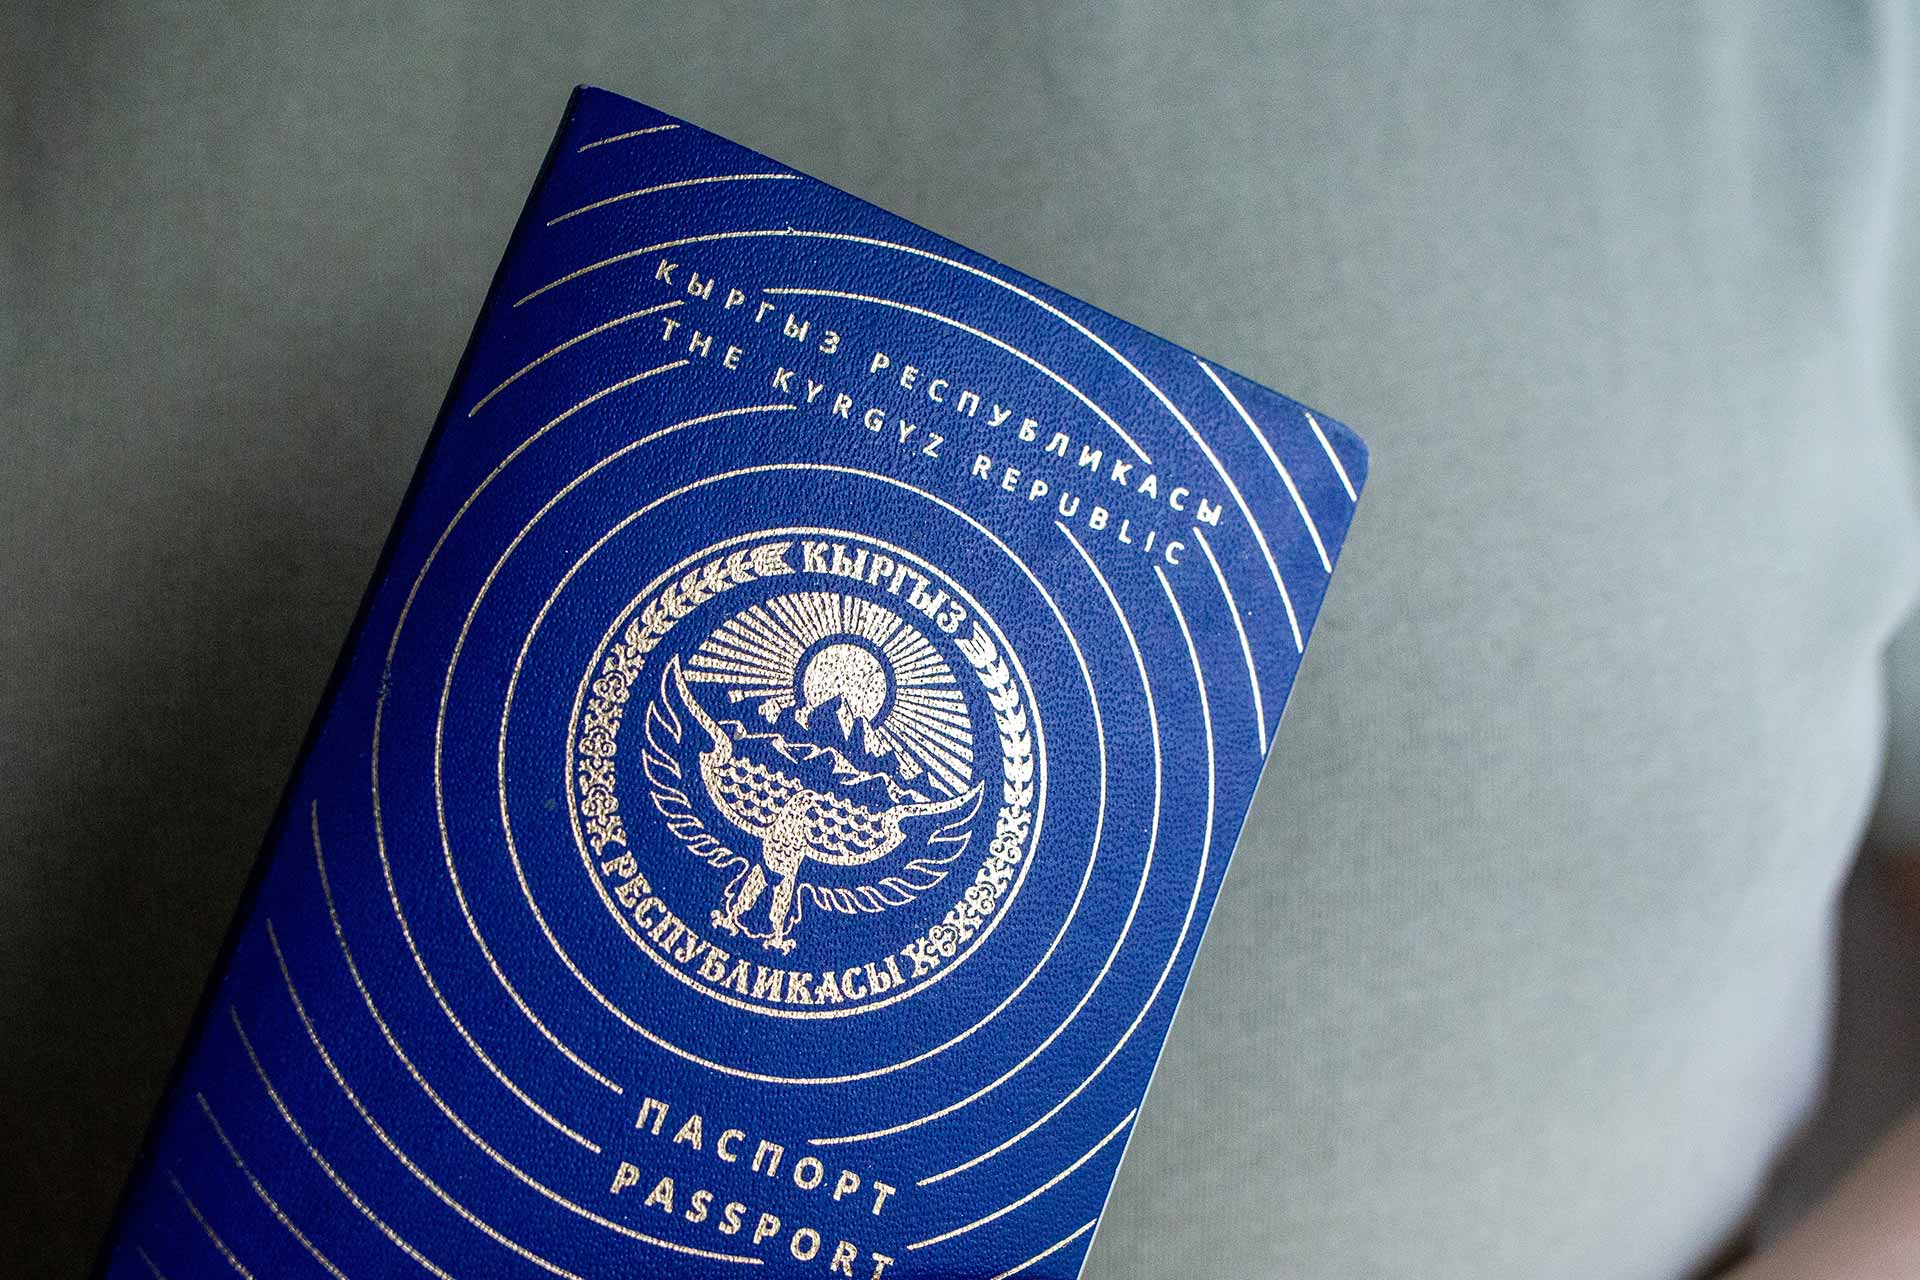 КЫРГЫЗ РЕСПУБЛИКАСЫ
THE KYRGYZ REPUBLIC
КЫРГЫЗ
РЕСПУБЛИКАСЫ
ПАСПОРТ
PASSPORT